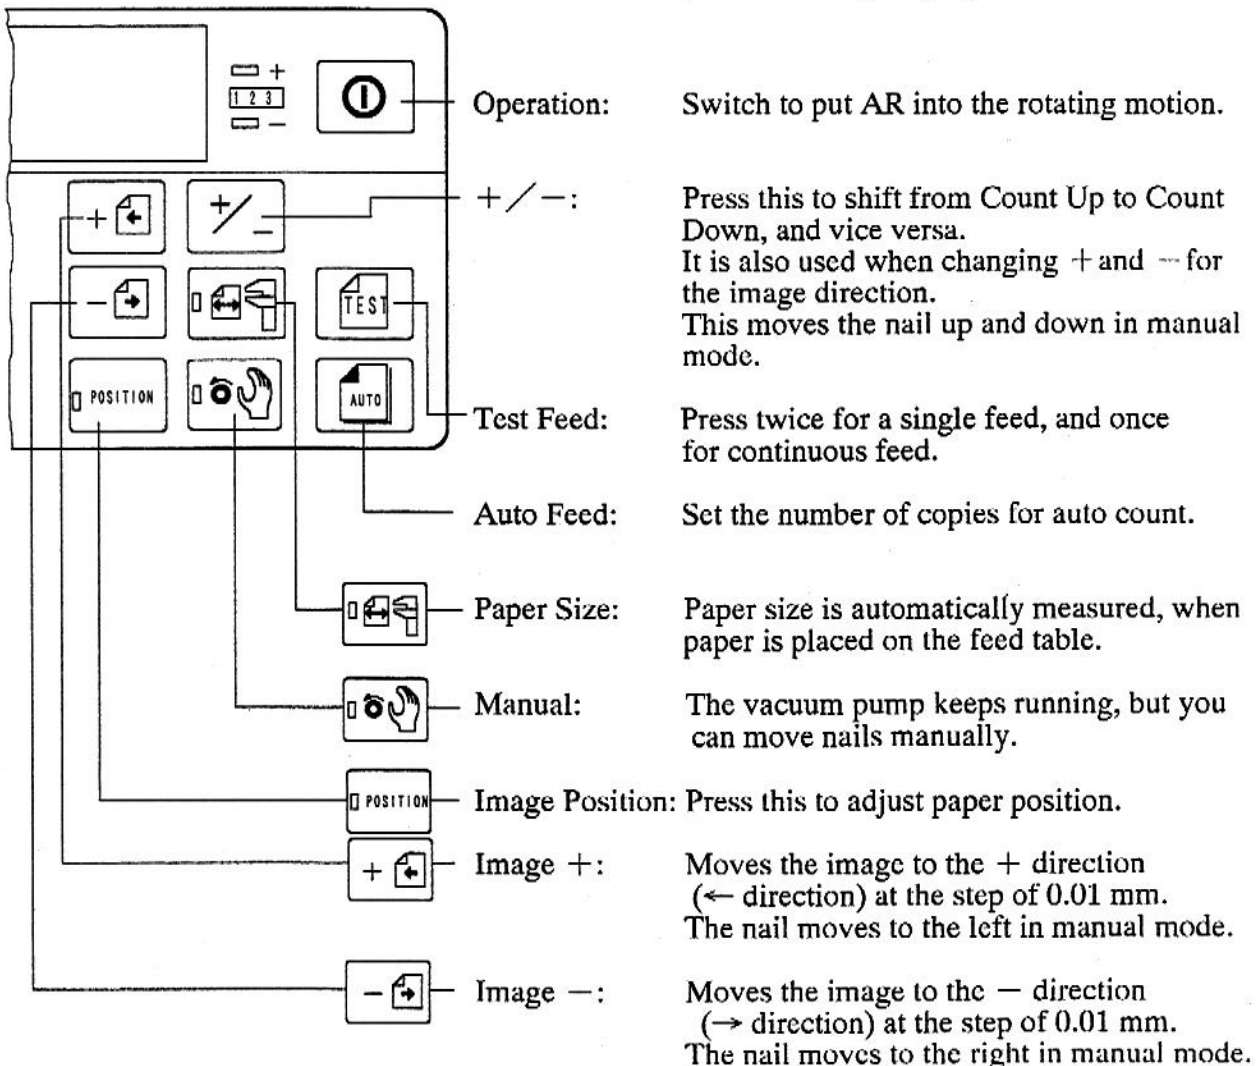 +
1 2 3
−
Operation: Switch to put AR into the rotating motion.
+
+/−
+/−: Press this to shift from Count Up to Count
Down, and vice versa.
It is also used when changing + and − for
the image direction.
This moves the nail up and down in manual
mode.
−
TEST
POSITION
AUTO
Test Feed: Press twice for a single feed, and once
for continuous feed.
Auto Feed: Set the number of copies for auto count.
Paper Size: Paper size is automatically measured, when
paper is placed on the feed table.
Manual: The vacuum pump keeps running, but you
can move nails manually.
POSITION
Image Position: Press this to adjust paper position.
+
Image +: Moves the image to the + direction
(← direction) at the step of 0.01 mm.
The nail moves to the left in manual mode.
−
Image −: Moves the image to the − direction
(→ direction) at the step of 0.01 mm.
The nail moves to the right in manual mode.